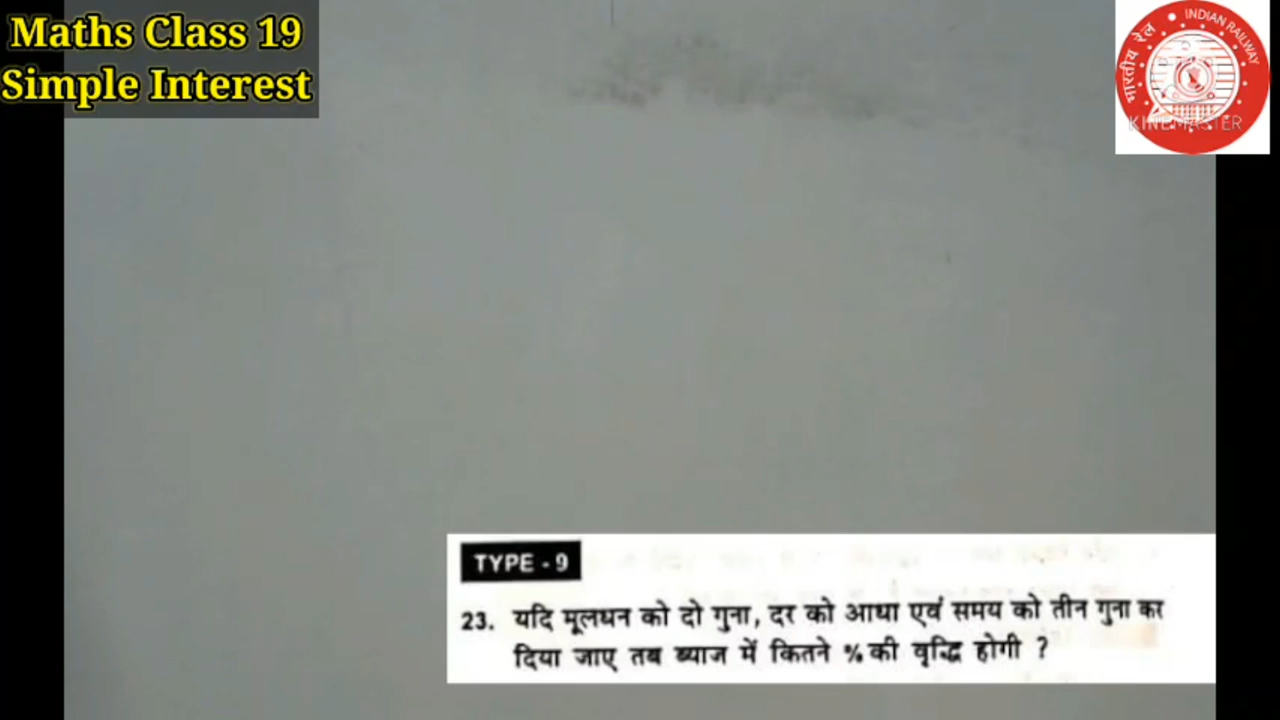 Maths Class 19
Simple Interest
भारतीय रेल
INDIAN RAILWAY
KINEMASTER
TYPE - 9
23. यदि मूलधन को दो गुना, दर को आधा एवं समय को तीन गुना कर
दिया जाए तब ब्याज में कितने % की वृद्धि होगी ?